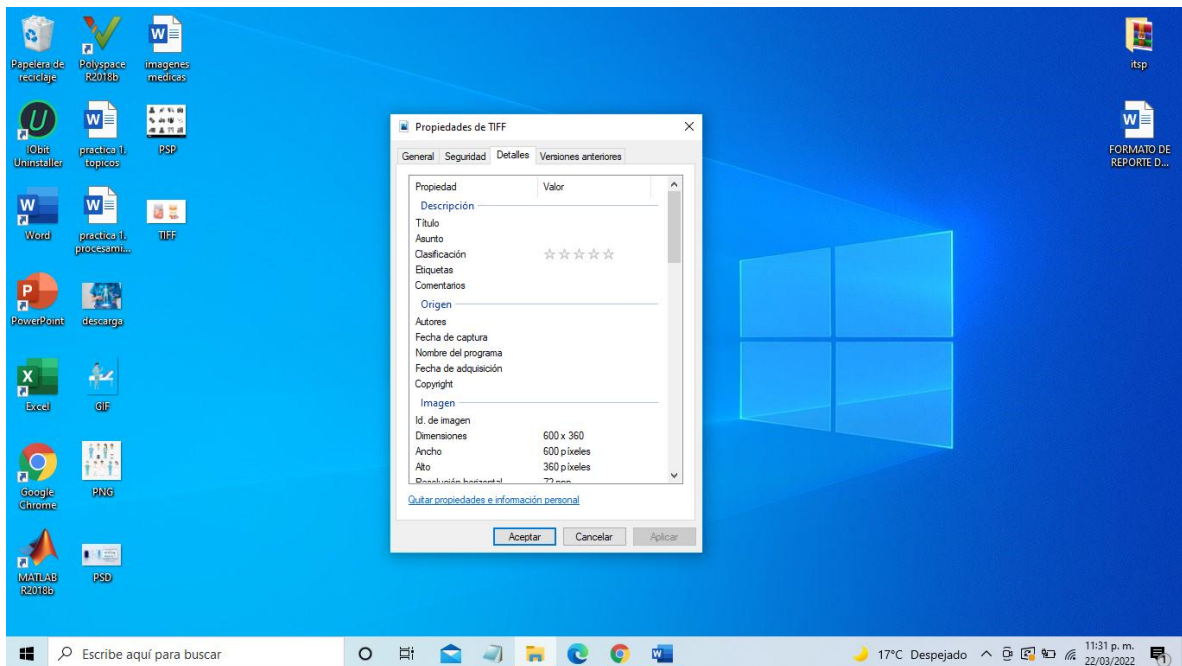 Papelera de
reciclaje
Polyspace
R2018b
imagenes
medicas
itsp
IObit
Uninstaller
practica 1.
topicos
PSP
FORMATO DE
REPORTE D...
Word
practica 1.
procesami...
TIFF
PowerPoint
descarga
Excel
GIF
Google
Chrome
PNG
MATLAB
R2018b
PSD
Propiedades de TIFF
General Seguridad Detalles Versiones anteriores
Propiedad Valor
Descripción
Título
Asunto
Clasificación
Etiquetas
Comentarios
Origen
Autores
Fecha de captura
Nombre del programa
Fecha de adquisición
Copyright
Imagen
Id. de imagen
Dimensiones 600 x 360
Ancho 600 píxeles
Alto 360 píxeles
Resolución horizontal 72 ppp
Quitar propiedades e información personal
Aceptar Cancelar Aplicar
Escribe aquí para buscar
17°C Despejado
11:31 p. m.
22/03/2022